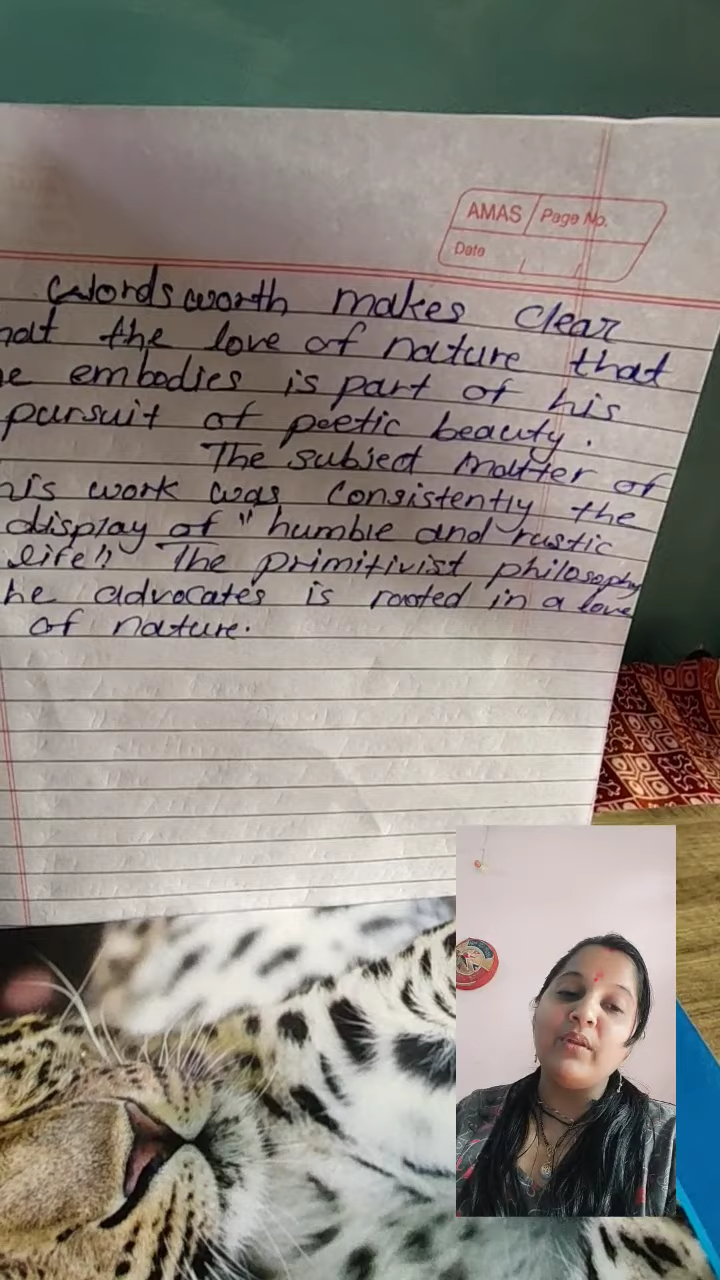 AMAS Page No.
Date
Wordsworth makes clear
hat the love of nature that
e embodies is part of his
pursuit of poetic beauty.
The subject matter of
his work was consistently the
display of "humble and rustic
life" The primitivist philosophy
he advocates is rooted in a love
of nature.